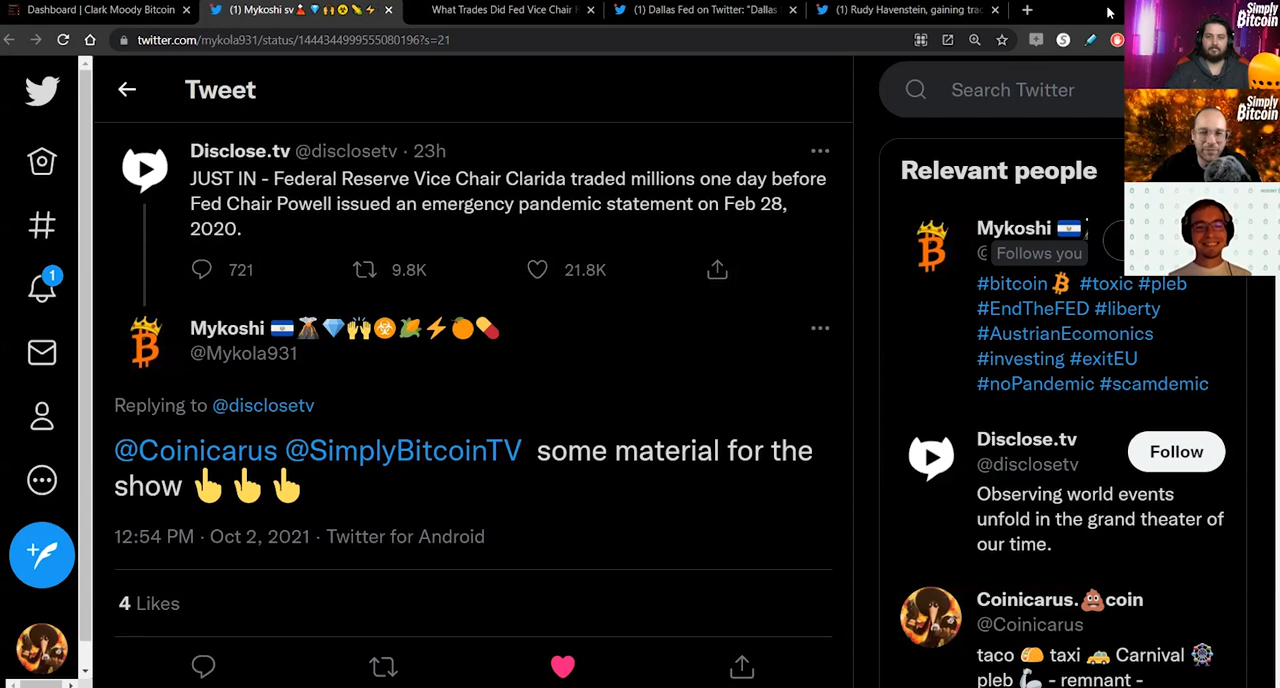 Dashboard | Clark Moody Bitcoin
(1) Mykoshi sv
What Trades Did Fed Vice Chair
(1) Dallas Fed on Twitter: "Dallas
(1) Rudy Havenstein, gaining
twitter.com/mykola931/status/1444344999555080196?s=21
Simply
Bitcoin
Simply
Bitcoin
Tweet
Search Twitter
Disclose.tv @disclosetv · 23h
JUST IN - Federal Reserve Vice Chair Clarida traded millions one day before
Fed Chair Powell issued an emergency pandemic statement on Feb 28,
2020.
721
9.8K
21.8K
Mykoshi 🇸🇻🌋💎🙌☣️🌽⚡🍊💊
@Mykola931
Replying to @disclosetv
@Coinicarus @SimplyBitcoinTV some material for the
show 👆👆👆
12:54 PM · Oct 2, 2021 · Twitter for Android
4 Likes
1
Relevant people
Mykoshi 🇸🇻
@
Follows you
#bitcoin #toxic #pleb
#EndTheFED #liberty
#AustrianEcomonics
#investing #exitEU
#noPandemic #scamdemic
Disclose.tv
@disclosetv
Follow
Observing world events
unfold in the grand theater of
our time.
Coinicarus.💩coin
@Coinicarus
taco 🌮 taxi 🚕 Carnival 🎡
pleb 💪 - remnant -